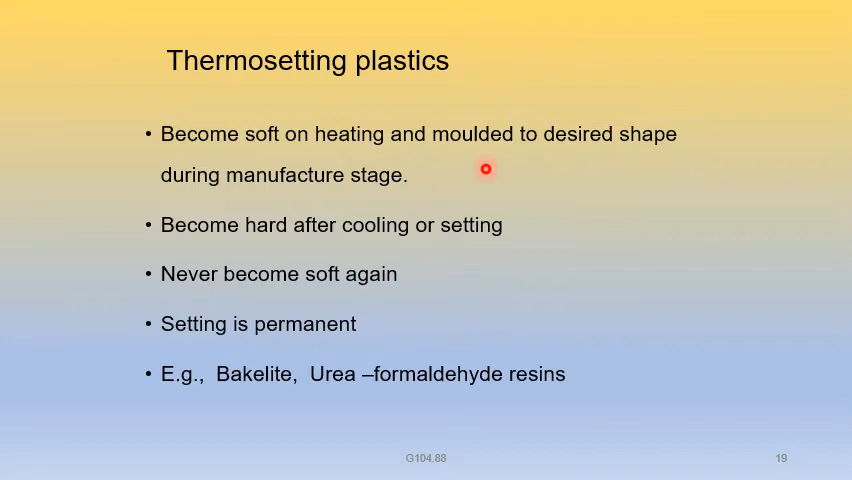 Thermosetting plastics
• Become soft on heating and moulded to desired shape
during manufacture stage.
• Become hard after cooling or setting
• Never become soft again
• Setting is permanent
• E.g.,  Bakelite,  Urea –formaldehyde resins
G104.88
19